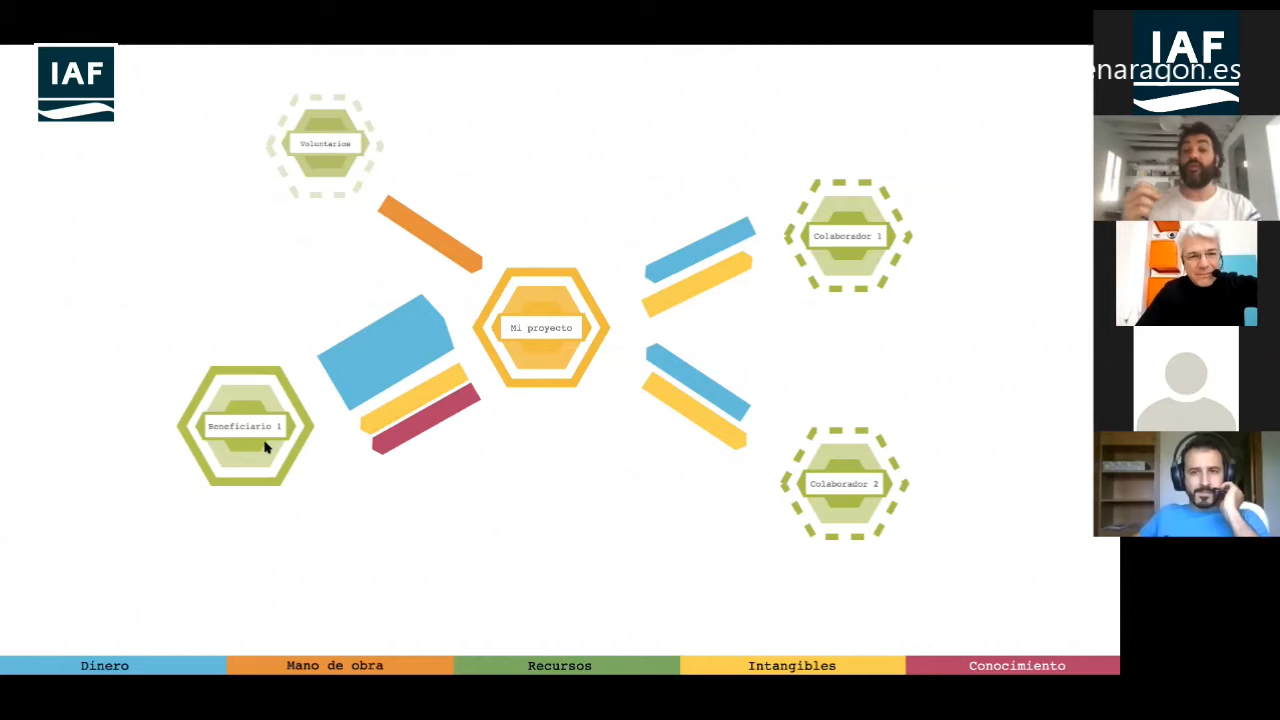 IAF
IAF
enaragon.es
Voluntarios
Colaborador 1
Mi proyecto
Beneficiario 1
Colaborador 2
Dinero
Mano de obra
Recursos
Intangibles
Conocimiento